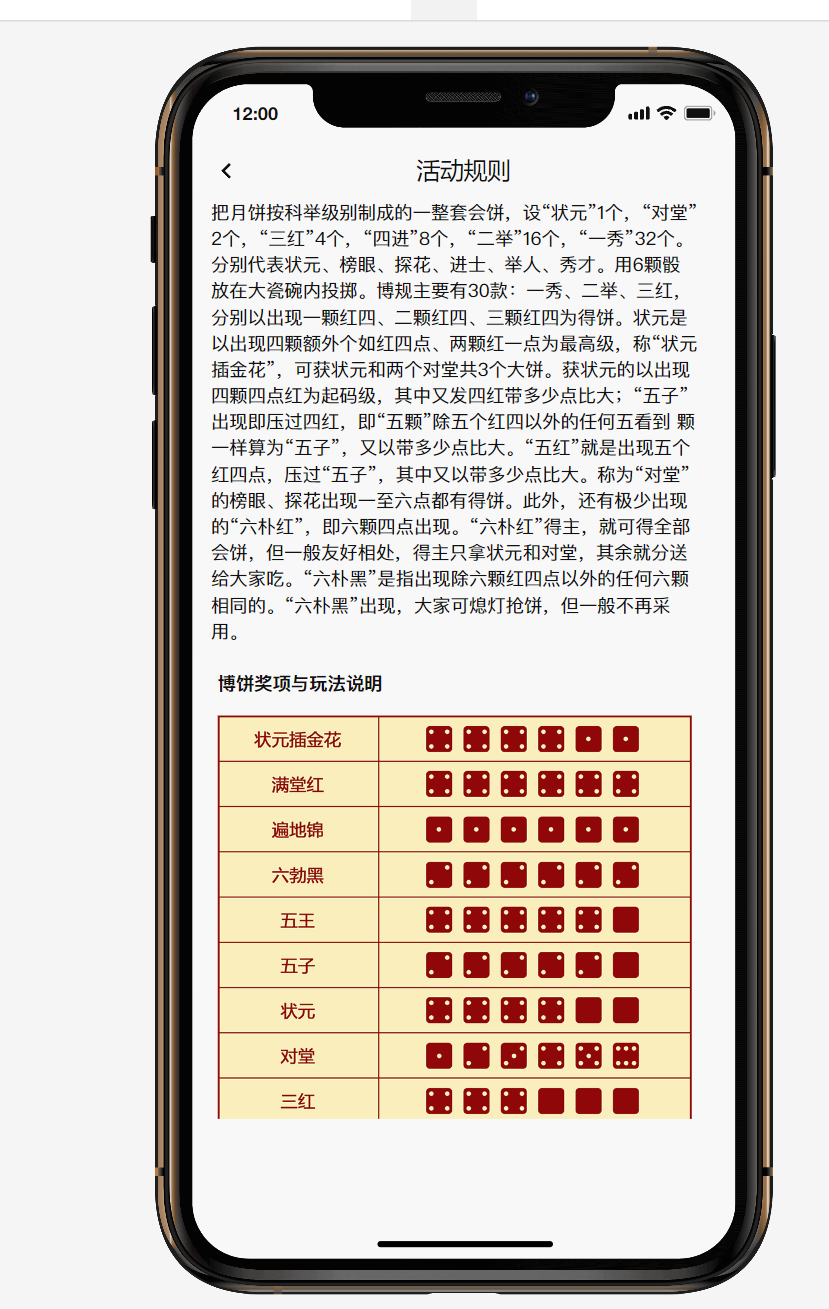 12:00
活动规则
把月饼按科举级别制成的一整套会饼，设“状元”1个，“对堂”
2个，“三红”4个，“四进”8个，“二举”16个，“一秀”32个。
分别代表状元、榜眼、探花、进士、举人、秀才。用6颗骰
放在大瓷碗内投掷。博规主要有30款：一秀、二举、三红，
分别以出现一颗红四、二颗红四、三颗红四为得饼。状元是
以出现四颗额外个如红四点、两颗红一点为最高级，称“状元
插金花”，可获状元和两个对堂共3个大饼。获状元的以出现
四颗四点红为起码级，其中又发四红带多少点比大；“五子”
出现即压过四红，即“五颗”除五个红四以外的任何五看到 颗
一样算为“五子”，又以带多少点比大。“五红”就是出现五个
红四点，压过“五子”，其中又以带多少点比大。称为“对堂”
的榜眼、探花出现一至六点都有得饼。此外，还有极少出现
的“六朴红”，即六颗四点出现。“六朴红”得主，就可得全部
会饼，但一般友好相处，得主只拿状元和对堂，其余就分送
给大家吃。“六朴黑”是指出现除六颗红四点以外的任何六颗
相同的。“六朴黑”出现，大家可熄灯抢饼，但一般不再采
用。
博饼奖项与玩法说明
状元插金花
满堂红
遍地锦
六勃黑
五王
五子
状元
对堂
三红